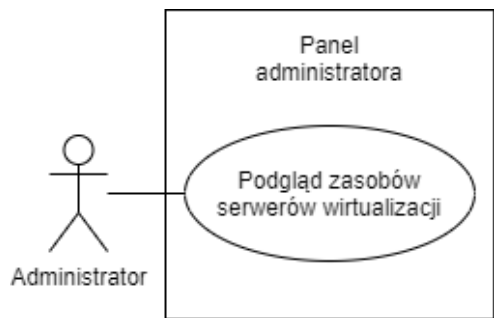 Panel
administratora
Podgląd zasobów
serwerów wirtualizacji
Administrator